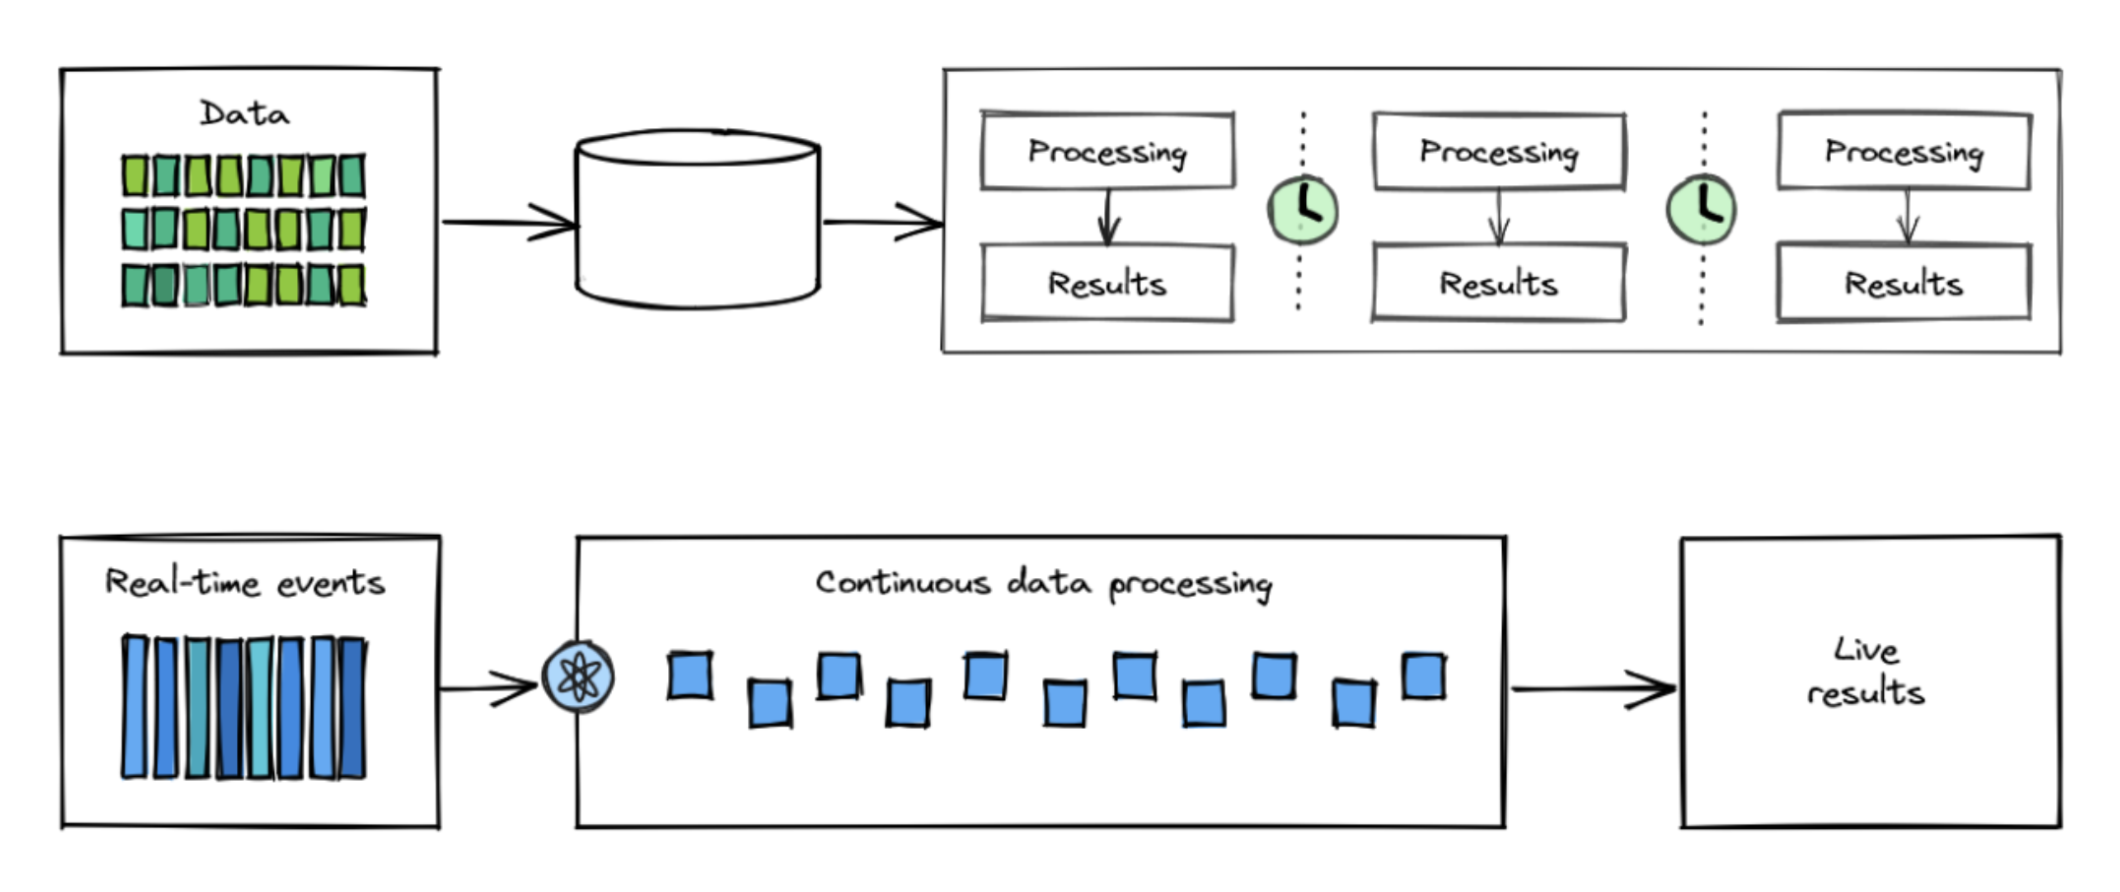 Data
Processing
Processing
Processing
Results
Results
Results
Real-time events
Continuous data processing
Live
results